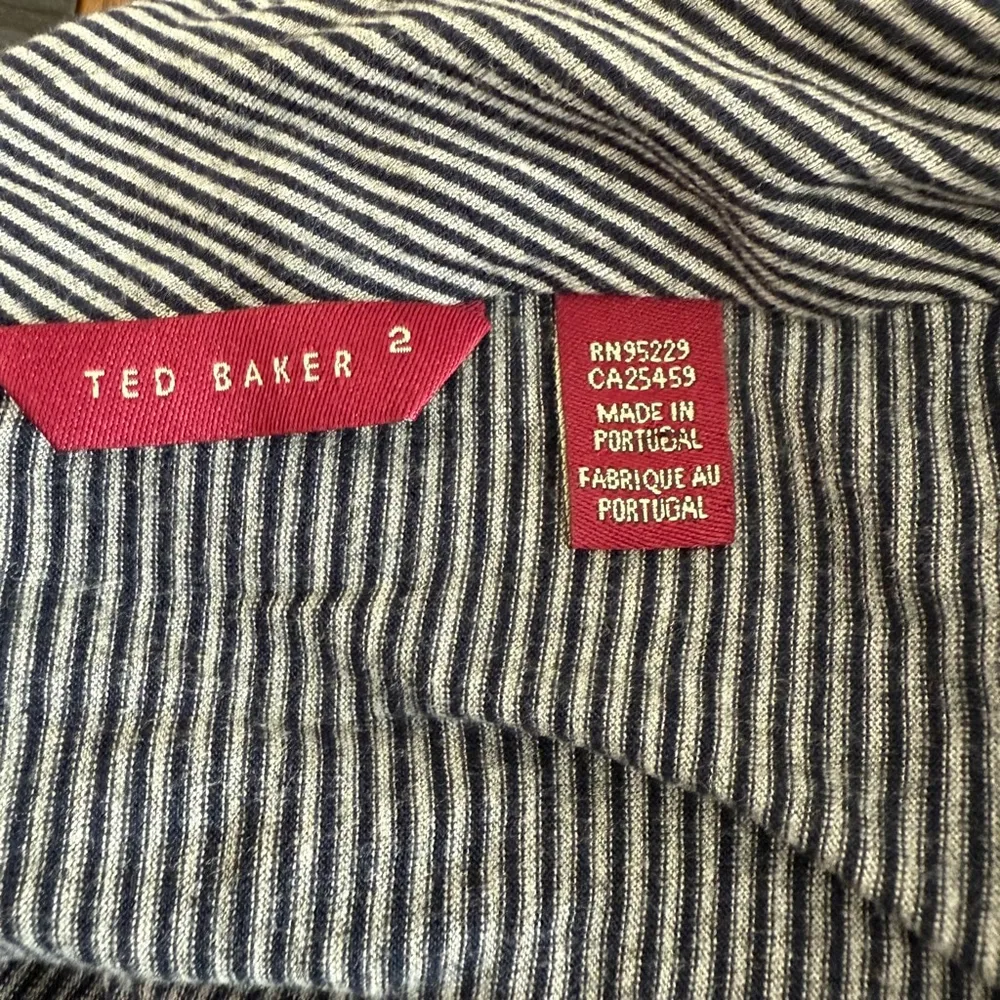 TED BAKER 2
RN95229
CA25459
MADE IN
PORTUGAL
FABRIQUE AU
PORTUGAL